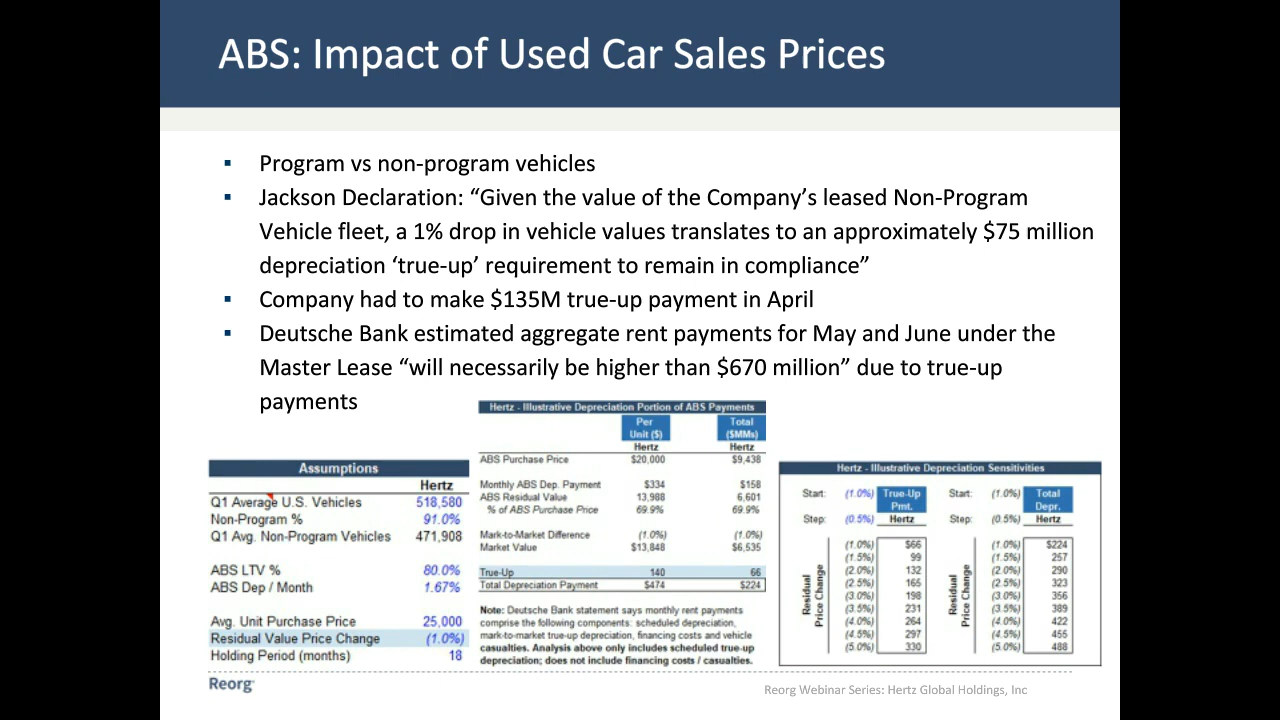 ABS: Impact of Used Car Sales Prices
▪ Program vs non-program vehicles
▪ Jackson Declaration: “Given the value of the Company’s leased Non-Program
Vehicle fleet, a 1% drop in vehicle values translates to an approximately $75 million
depreciation ‘true-up’ requirement to remain in compliance”
▪ Company had to make $135M true-up payment in April
▪ Deutsche Bank estimated aggregate rent payments for May and June under the
Master Lease “will necessarily be higher than $670 million” due to true-up
payments
Assumptions
Hertz
Q1 Average U.S. Vehicles 518,580
Non-Program % 91.0%
Q1 Avg. Non-Program Vehicles 471,908
ABS LTV % 80.0%
ABS Dep / Month 1.67%
Avg. Unit Purchase Price 25,000
Residual Value Price Change (1.0%)
Holding Period (months) 18
Hertz - Illustrative Depreciation Portion of ABS Payments
Per Total
Unit ($) ($MMs)
Hertz Hertz
ABS Purchase Price $20,000 $9,438
Monthly ABS Dep. Payment $334 $158
ABS Residual Value 13,988 6,601
% of ABS Purchase Price 69.9% 69.9%
Mark-to-Market Difference (1.0%) (1.0%)
Market Value $13,848 $6,535
True-Up 140 66
Total Depreciation Payment $474 $224
Note: Deutsche Bank statement says monthly rent payments
comprise the following components: scheduled depreciation,
mark-to-market true-up depreciation, financing costs and vehicle
casualties. Analysis above only includes scheduled true-up
depreciation; does not include financing costs / casualties.
Hertz - Illustrative Depreciation Sensitivities
Start: (1.0%) True-Up Start: (1.0%) Total
Pmt. Depr.
Step: (0.5%) Hertz Step: (0.5%) Hertz
Residual
Price Change
(1.0%) $66
(1.5%) 99
(2.0%) 132
(2.5%) 165
(3.0%) 198
(3.5%) 231
(4.0%) 264
(4.5%) 297
(5.0%) 330
Residual
Price Change
(1.0%) $224
(1.5%) 257
(2.0%) 290
(2.5%) 323
(3.0%) 356
(3.5%) 389
(4.0%) 422
(4.5%) 455
(5.0%) 488
Reorg
Reorg Webinar Series: Hertz Global Holdings, Inc